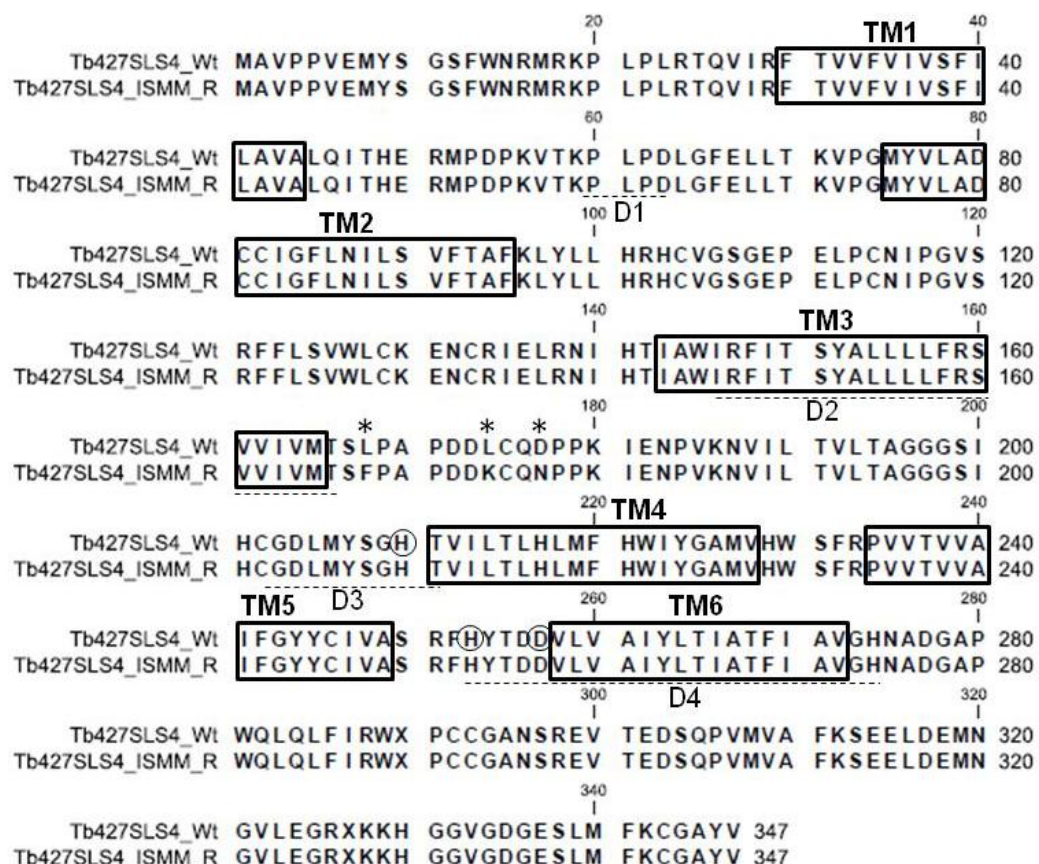 20 40
TM1
Tb427SLS4_Wt MAVPPVEMYS GSFWNRMRKP LPLRTQVIRF TVVFVIVSFI 40
Tb427SLS4_ISMM_R MAVPPVEMYS GSFWNRMRKP LPLRTQVIRF TVVFVIVSFI 40
60 80
Tb427SLS4_Wt LAVALQITHE RMPDPKVTKP LPDLGFELLT KVPGMYVLAD 80
Tb427SLS4_ISMM_R LAVALQITHE RMPDPKVTKP LPDLGFELLT KVPGMYVLAD 80
D1
TM2 100 120
Tb427SLS4_Wt CCIGFLNILS VFTAFKLYLL HRHCVGSGEP ELPCNIPGVS 120
Tb427SLS4_ISMM_R CCIGFLNILS VFTAFKLYLL HRHCVGSGEP ELPCNIPGVS 120
140 TM3 160
Tb427SLS4_Wt RFFLSVWLCK ENCRIELRNI HTIAWIRFIT SYALLLLFRS 160
Tb427SLS4_ISMM_R RFFLSVWLCK ENCRIELRNI HTIAWIRFIT SYALLLLFRS 160
D2
* * * 180 200
Tb427SLS4_Wt VVIVMTSLPA PDDLCQDPPK IENPVKNVIL TVLTAGGGSI 200
Tb427SLS4_ISMM_R VVIVMTSFPA PDDKCQNPPK IENPVKNVIL TVLTAGGGSI 200
220 TM4 240
Tb427SLS4_Wt HCGDLMYSGH TVILTLHLMF HWIYGAMVHW SFRPVVTVVA 240
Tb427SLS4_ISMM_R HCGDLMYSGH TVILTLHLMF HWIYGAMVHW SFRPVVTVVA 240
TM5 D3 260 TM6 280
Tb427SLS4_Wt IFGYYCIVAS RFHYTDDVLV AIYLTIATFI AVGHNADGAP 280
Tb427SLS4_ISMM_R IFGYYCIVAS RFHYTDDVLV AIYLTIATFI AVGHNADGAP 280
D4
300 320
Tb427SLS4_Wt WQLQLFIRWX PCCGANSREV TEDSQPVMVA FKSEELDEMN 320
Tb427SLS4_ISMM_R WQLQLFIRWX PCCGANSREV TEDSQPVMVA FKSEELDEMN 320
340
Tb427SLS4_Wt GVLEGRXKKH GGVGDGESLM FKCGAYV 347
Tb427SLS4_ISMM_R GVLEGRXKKH GGVGDGESLM FKCGAYV 347